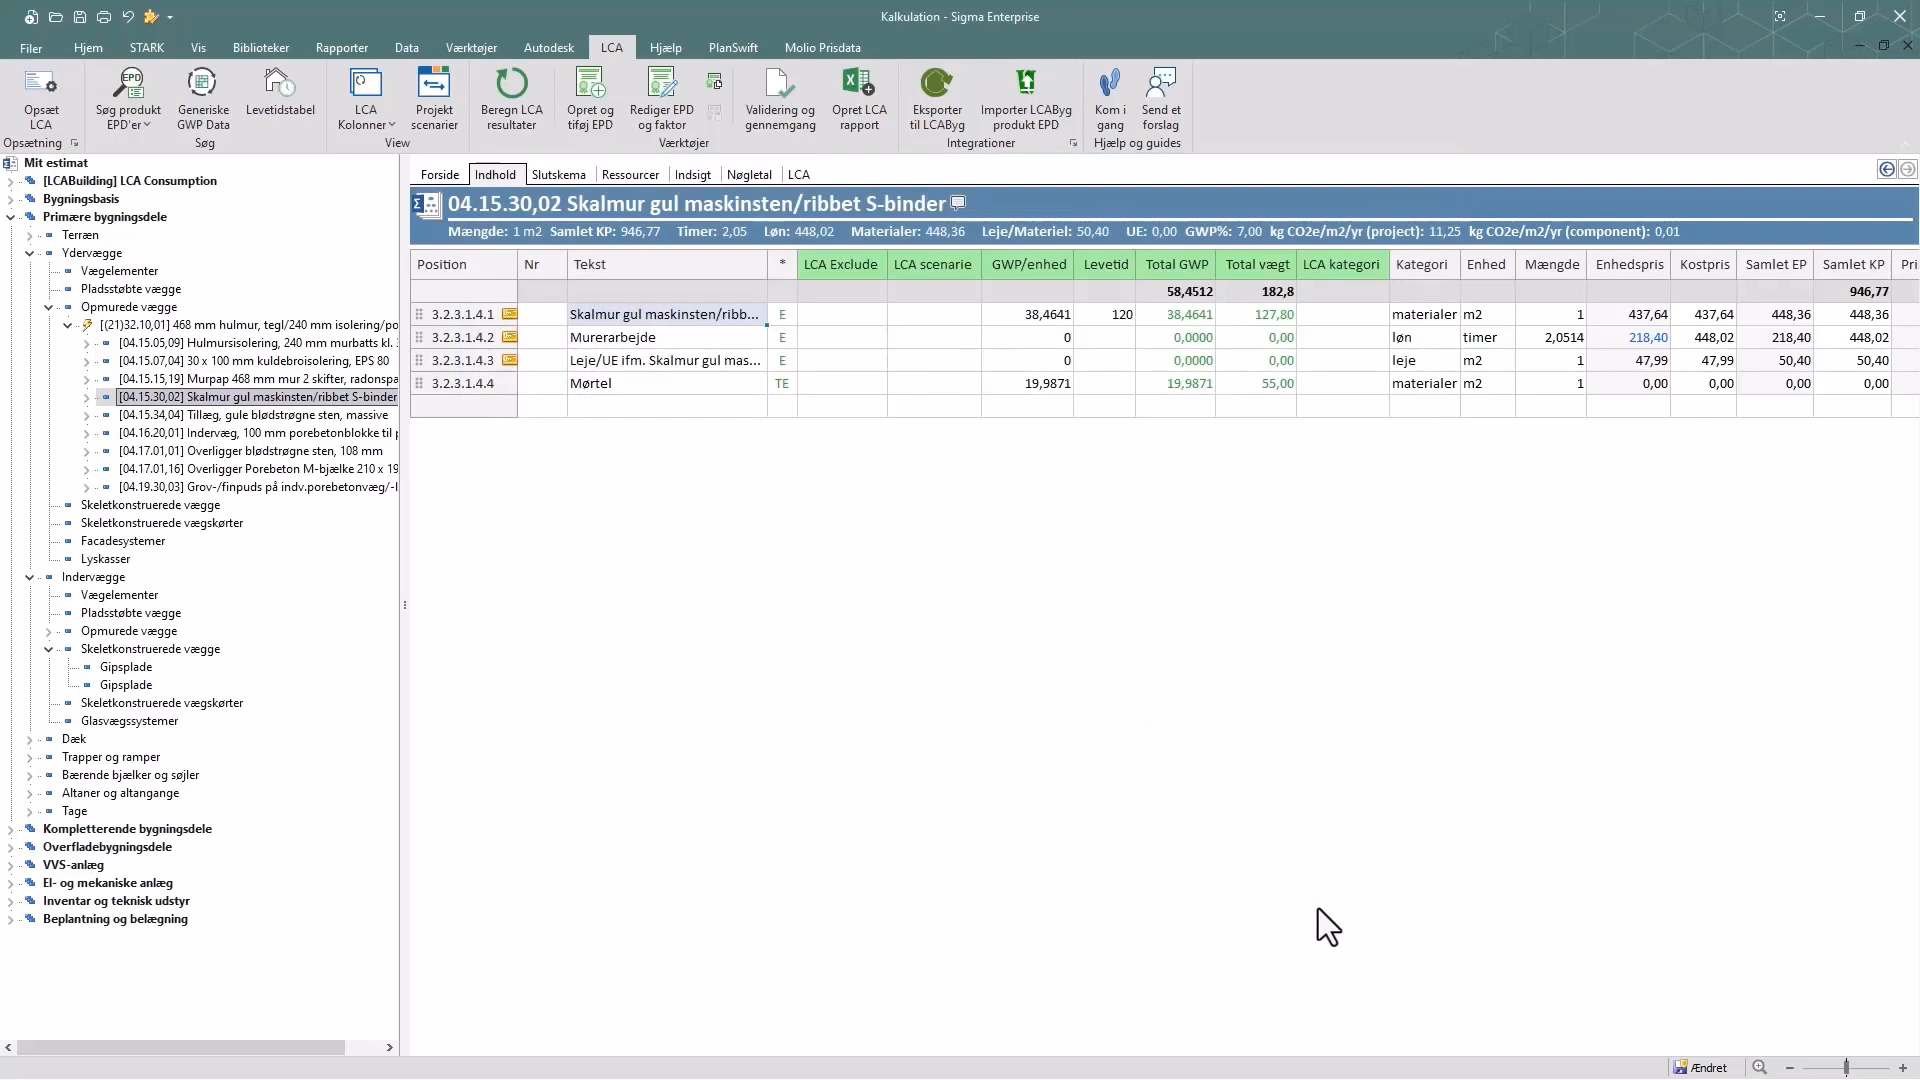 Kalkulation - Sigma Enterprise
Filer Hjem STARK Vis Biblioteker Rapporter Data Værktøjer Autodesk LCA Hjælp PlanSwift Molio Prisdata
Opsæt LCA
Søg produkt EPD'er
Generiske GWP Data
Levetidstabel
LCA Kolonner
Projekt scenarier
Beregn LCA resultater
Opret og tiføj EPD
Rediger EPD og faktor
Validering og gennemgang
Opret LCA rapport
Eksporter til LCAByg
Importer LCAByg produkt EPD
Kom i gang
Send et forslag
Opsætning Søg View Værktøjer Integrationer Hjælp og guides
Mit estimat
[LCABuilding] LCA Consumption
Bygningsbasis
Primære bygningsdele
Terræn
Ydervægge
Vægelementer
Pladsstøbte vægge
Opmurede vægge
[(21)32.10,01] 468 mm hulmur, tegl/240 mm isolering/po
[04.15.05,09] Hulmursisolering, 240 mm murbatts kl. 3
[04.15.07,04] 30 x 100 mm kuldebroisolering, EPS 80
[04.15.15,19] Murpap 468 mm mur 2 skifter, radonspa
[04.15.30,02] Skalmur gul maskinsten/ribbet S-binder
[04.15.34,04] Tillæg, gule blødstrøgne sten, massive
[04.16.20,01] Indervæg, 100 mm porebetonblokke til p
[04.17.01,01] Overligger blødstrøgne sten, 108 mm
[04.17.01,16] Overligger Porebeton M-bjælke 210 x 19
[04.19.30,03] Grov-/finpuds på indv.porebetonvæg/-l
Skeletkonstruerede vægge
Skeletkonstruerede vægskørter
Facadesystemer
Lyskasser
Indervægge
Vægelementer
Pladsstøbte vægge
Opmurede vægge
Skeletkonstruerede vægge
Gipsplade
Gipsplade
Skeletkonstruerede vægskørter
Glasvægssystemer
Dæk
Trapper og ramper
Bærende bjælker og søjler
Altaner og altangange
Tage
Kompletterende bygningsdele
Overfladebygningsdele
VVS-anlæg
El- og mekaniske anlæg
Inventar og teknisk udstyr
Beplantning og belægning
Forside Indhold Slutskema Ressourcer Indsigt Nøgletal LCA
04.15.30,02 Skalmur gul maskinsten/ribbet S-binder
Mængde: 1 m2 Samlet KP: 946,77 Timer: 2,05 Løn: 448,02 Materialer: 448,36 Leje/Materiel: 50,40 UE: 0,00 GWP%: 7,00 kg CO2e/m2/yr (project): 11,25 kg CO2e/m2/yr (component): 0,01
Position Nr Tekst * LCA Exclude LCA scenarie GWP/enhed Levetid Total GWP Total vægt LCA kategori Kategori Enhed Mængde Enhedspris Kostpris Samlet EP Samlet KP Pri
58,4512 182,8 946,77
3.2.3.1.4.1 Skalmur gul maskinsten/ribb... E 38,4641 120 38,4641 127,80 materialer m2 1 437,64 437,64 448,36 448,36
3.2.3.1.4.2 Murerarbejde E 0 0,0000 0,00 løn timer 2,0514 218,40 448,02 218,40 448,02
3.2.3.1.4.3 Leje/UE ifm. Skalmur gul mas... E 0 0,0000 0,00 leje m2 1 47,99 47,99 50,40 50,40
3.2.3.1.4.4 Mørtel TE 19,9871 19,9871 55,00 materialer m2 1 0,00 0,00 0,00 0,00
Ændret